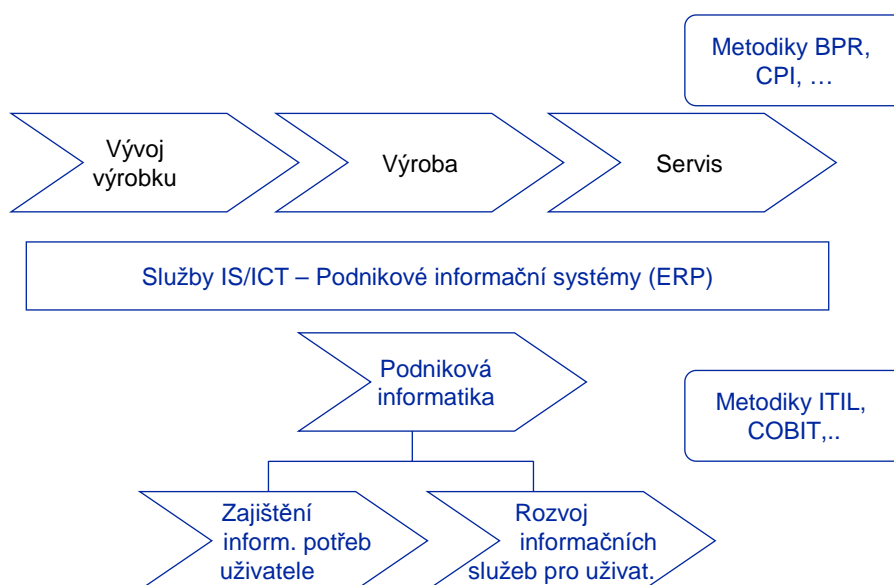 Metodiky BPR,
CPI, …
Vývoj
výrobku
Výroba
Servis
Služby IS/ICT – Podnikové informační systémy (ERP)
Podniková
informatika
Metodiky ITIL,
COBIT,..
Zajištění
inform. potřeb
uživatele
Rozvoj
informačních
služeb pro uživat.